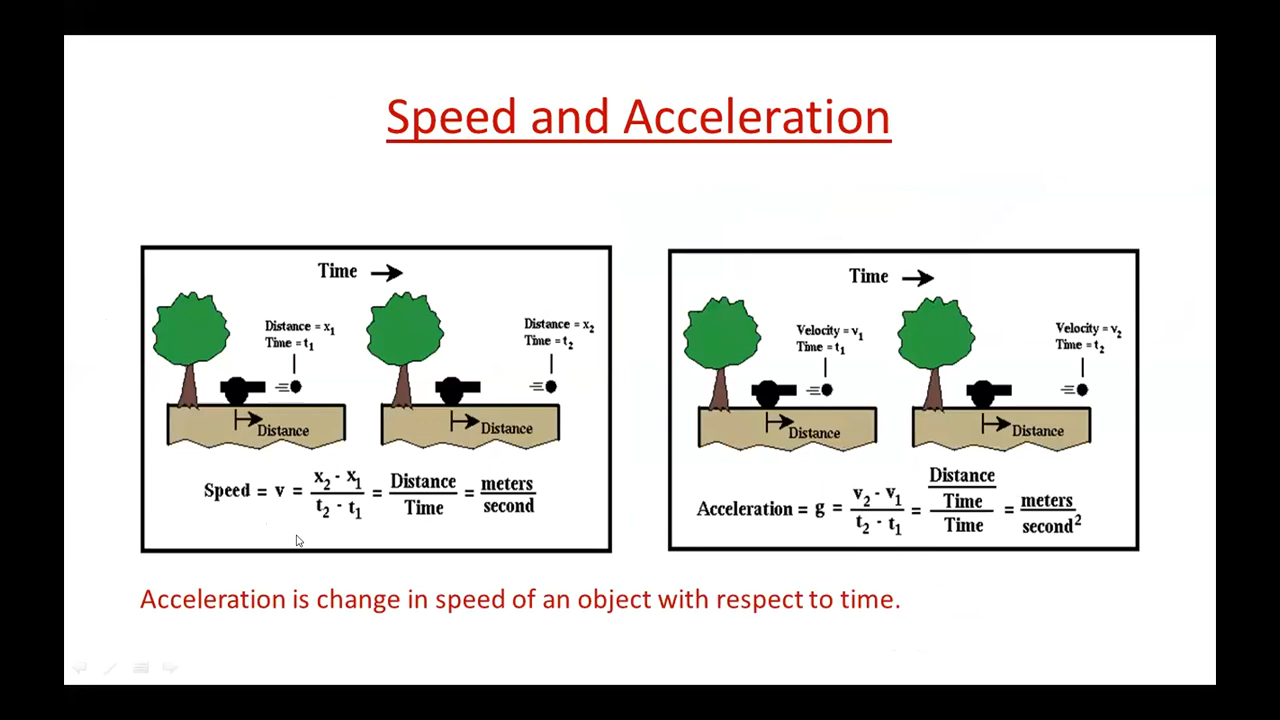 Speed and Acceleration
Time
Distance = x₁
Time = t₁
Distance = x₂
Time = t₂
Distance
Distance
Speed = v = (x₂ - x₁)/(t₂ - t₁) = Distance/Time = meters/second
Time
Velocity = v₁
Time = t₁
Velocity = v₂
Time = t₂
Distance
Distance
Acceleration = g = (v₂ - v₁)/(t₂ - t₁) = (Distance/Time)/Time = meters/second²
Acceleration is change in speed of an object with respect to time.